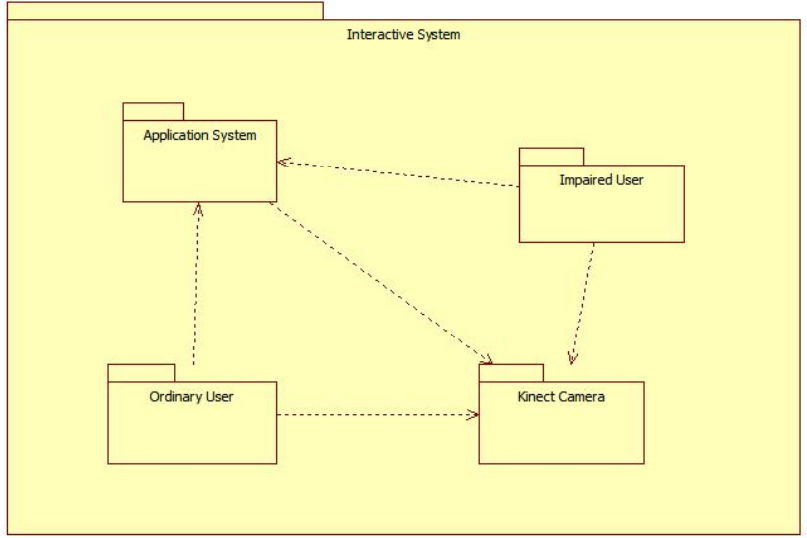 Interactive System
Application System
Impaired User
Ordinary User
Kinect Camera